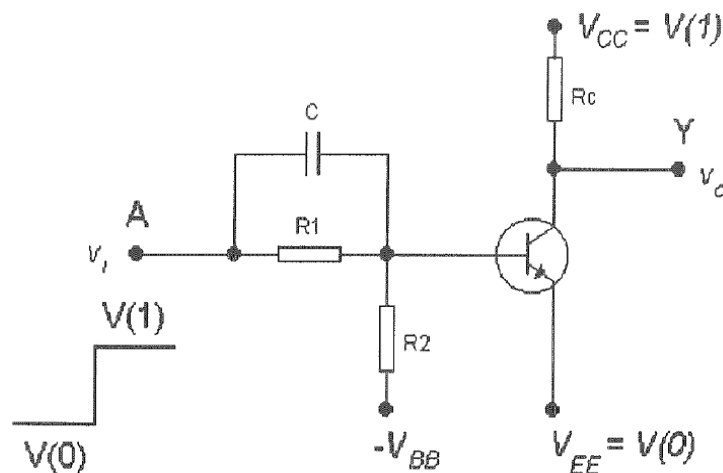 V_CC = V(1)
Rc
C
Y
A
R1
V_o
V_i
V(1)
R2
V(0)
-V_BB
V_EE = V(0)